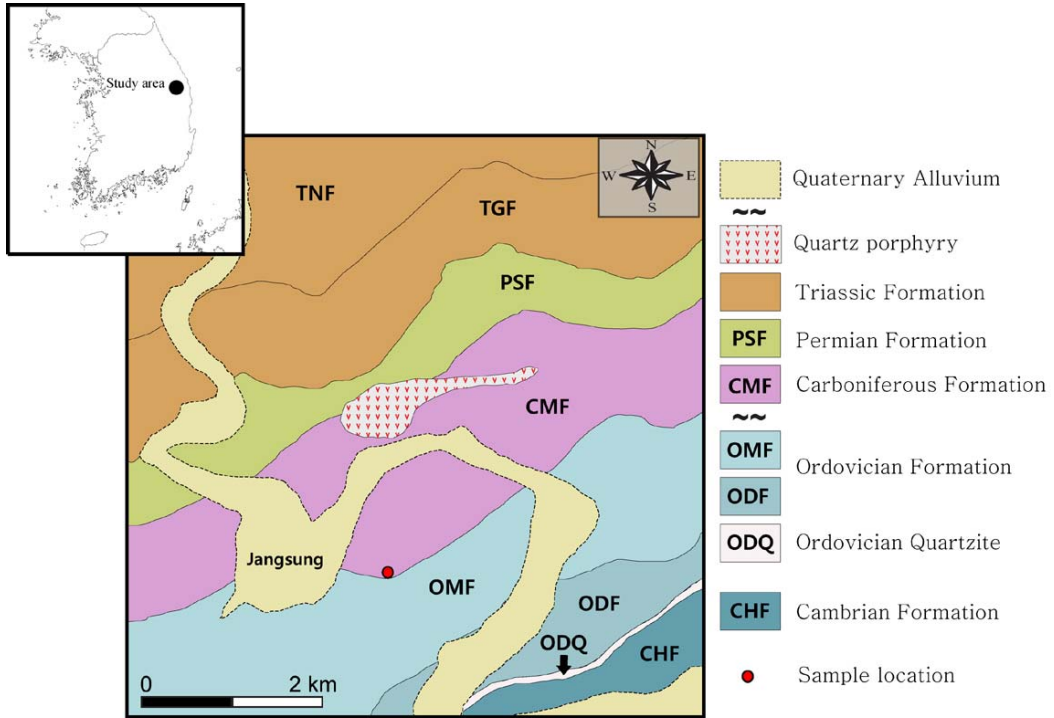 Study area
N
W E
S
TNF
TGF
PSF
CMF
Jangsung
OMF
ODF
ODQ
CHF
0 2 km
Quaternary Alluvium
~~
Quartz porphyry
Triassic Formation
PSF Permian Formation
CMF Carboniferous Formation
~~
OMF
Ordovician Formation
ODF
ODQ Ordovician Quartzite
CHF Cambrian Formation
Sample location